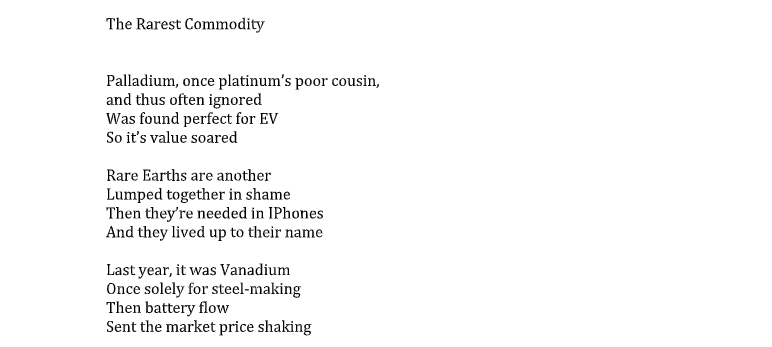 The Rarest Commodity
Palladium, once platinum's poor cousin,
and thus often ignored
Was found perfect for EV
So it's value soared
Rare Earths are another
Lumped together in shame
Then they're needed in IPhones
And they lived up to their name
Last year, it was Vanadium
Once solely for steel-making
Then battery flow
Sent the market price shaking